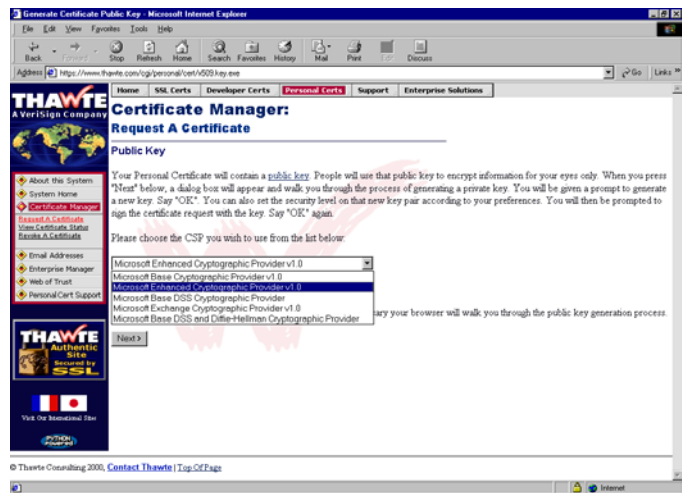 Generate Certificate Public Key - Microsoft Internet Explorer
File Edit View Favorites Tools Help
Back Forward Stop Refresh Home Search Favorites History Mail Print Edit Discuss
Address https://www.thawte.com/cgi/personal/cert/v509.key.exe Go Links »
THAWTE
A VeriSign Company
Home SSL Certs Developer Certs Personal Certs Support Enterprise Solutions
Certificate Manager:
Request A Certificate
Public Key
About this System
System Home
Certificate Manager
Request A Certificate
View Certificate Status
Revoke A Certificate
Email Addresses
Enterprise Manager
Web of Trust
Personal Cert Support
Your Personal Certificate will contain a public key. People will use that public key to encrypt information for your eyes only. When you press
"Next" below, a dialog box will appear and walk you through the process of generating a private key. You will be given a prompt to generate
a new key. Say "OK". You can also set the security level on that new key pair according to your preferences. You will then be prompted to
sign the certificate request with the key. Say "OK" again.
Please choose the CSP you wish to use from the list below:
Microsoft Enhanced Cryptographic Provider v1.0
Microsoft Base Cryptographic Provider v1.0
Microsoft Enhanced Cryptographic Provider v1.0
Microsoft Base DSS Cryptographic Provider
Microsoft Exchange Cryptographic Provider v1.0
Microsoft Base DSS and Diffie-Hellman Cryptographic Provider
your browser will walk you through the public key generation process.
Next >
THAWTE
Authentic
Site
Secured by
SSL
Visit Our International Sites
PYTHON
Powered
© Thawte Consulting 2000, Contact Thawte | Top Of Page
Internet